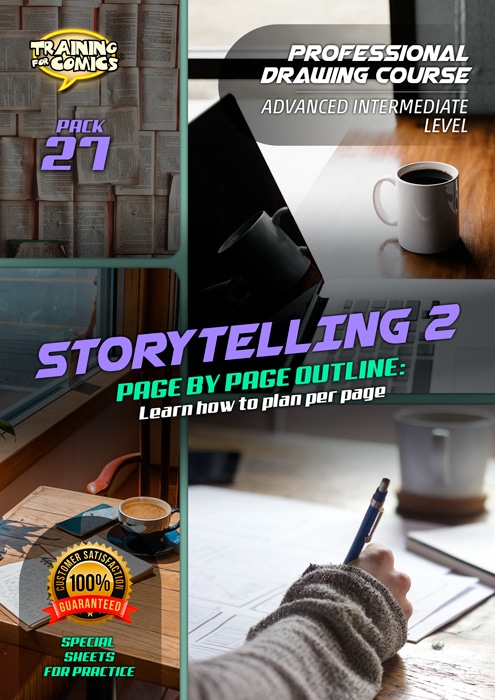 TRAINING
FOR COMICS
PACK
27
PROFESSIONAL
DRAWING COURSE
ADVANCED INTERMEDIATE
LEVEL
STORYTELLING 2
PAGE BY PAGE OUTLINE:
Learn how to plan per page
CUSTOMER SATISFACTION
100%
GUARANTEED
SPECIAL
SHEETS
FOR PRACTICE